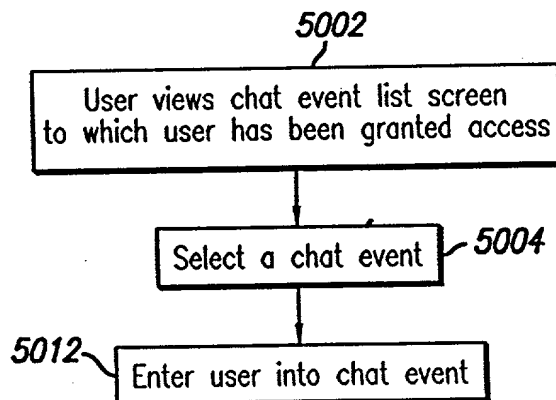 5002
User views chat event list screen
to which user has been granted access
Select a chat event
5004
5012
Enter user into chat event